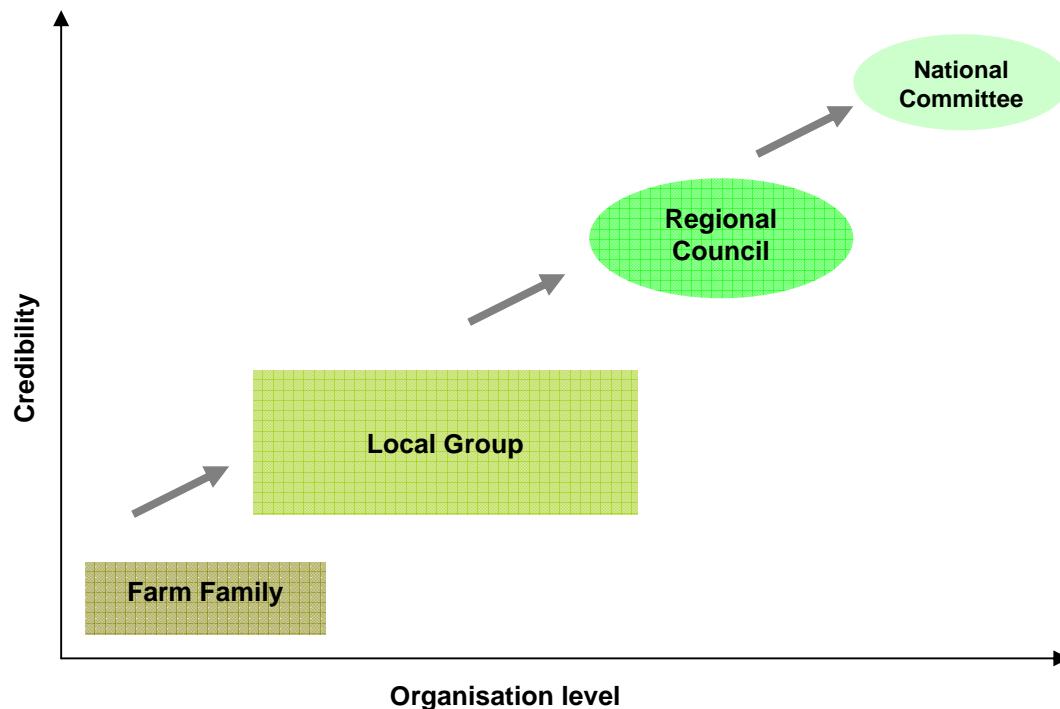 National
Committee
Regional
Council
Credibility
Local Group
Farm Family
Organisation level